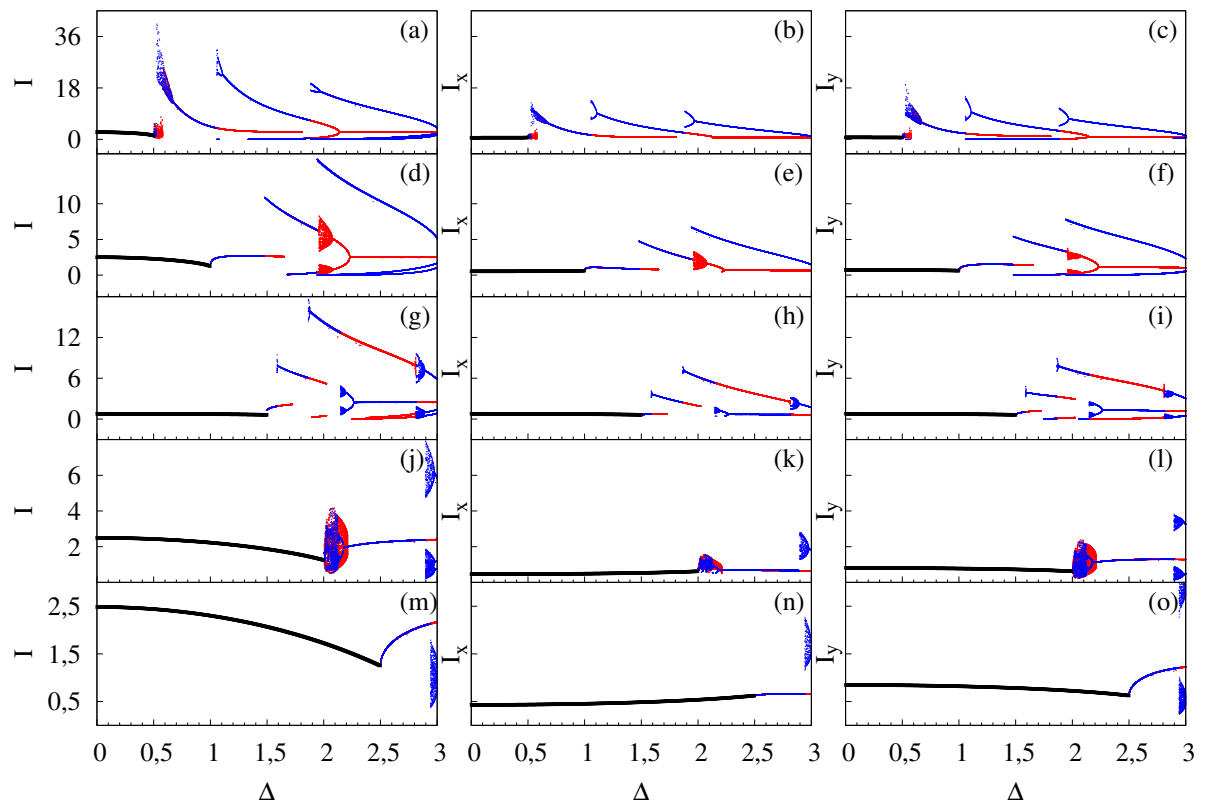 (a) (b) (c)
I 36 18 0 I_x I_y
(d) (e) (f)
I 10 5 0 I_x I_y
(g) (h) (i)
I 12 6 0 I_x I_y
(j) (k) (l)
I 6 4 2 I_x I_y
(m) (n) (o)
I 2,5 1,5 0,5 I_x I_y
0 0,5 1 1,5 2 2,5 3 0 0,5 1 1,5 2 2,5 3 0 0,5 1 1,5 2 2,5 3
Δ Δ Δ